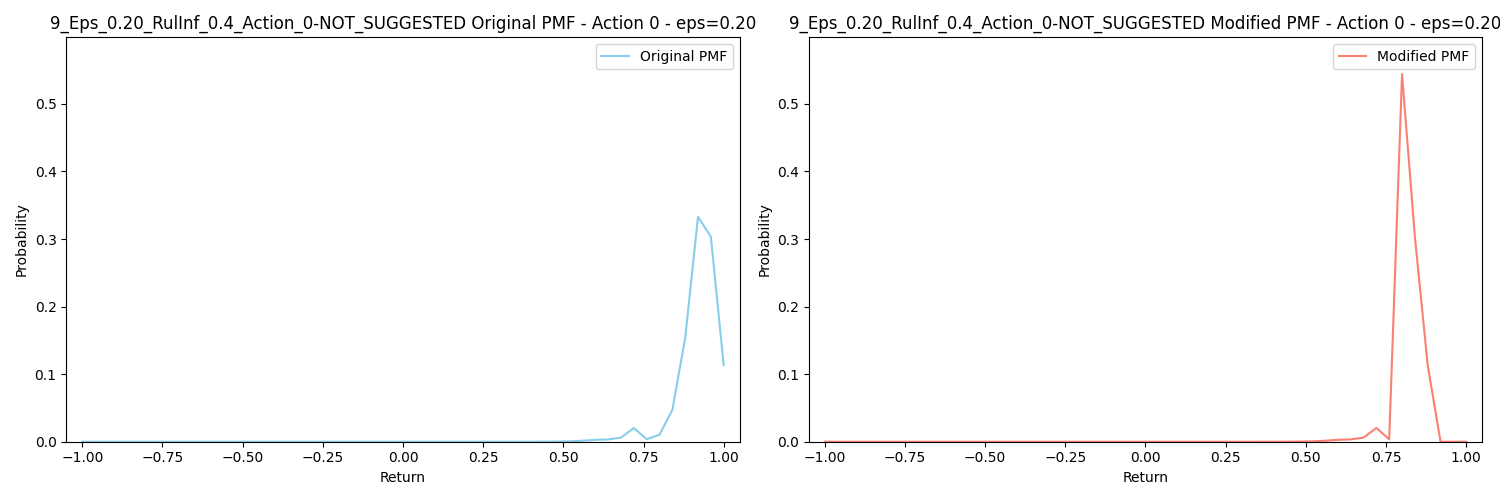 9_Eps_0.20_RulInf_0.4_Action_0-NOT_SUGGESTED Original PMF - Action 0 - eps=0.20
Original PMF
Probability
0.5
0.4
0.3
0.2
0.1
0.0
−1.00 −0.75 −0.50 −0.25 0.00 0.25 0.50 0.75 1.00
Return
9_Eps_0.20_RulInf_0.4_Action_0-NOT_SUGGESTED Modified PMF - Action 0 - eps=0.20
Modified PMF
Probability
0.5
0.4
0.3
0.2
0.1
0.0
−1.00 −0.75 −0.50 −0.25 0.00 0.25 0.50 0.75 1.00
Return